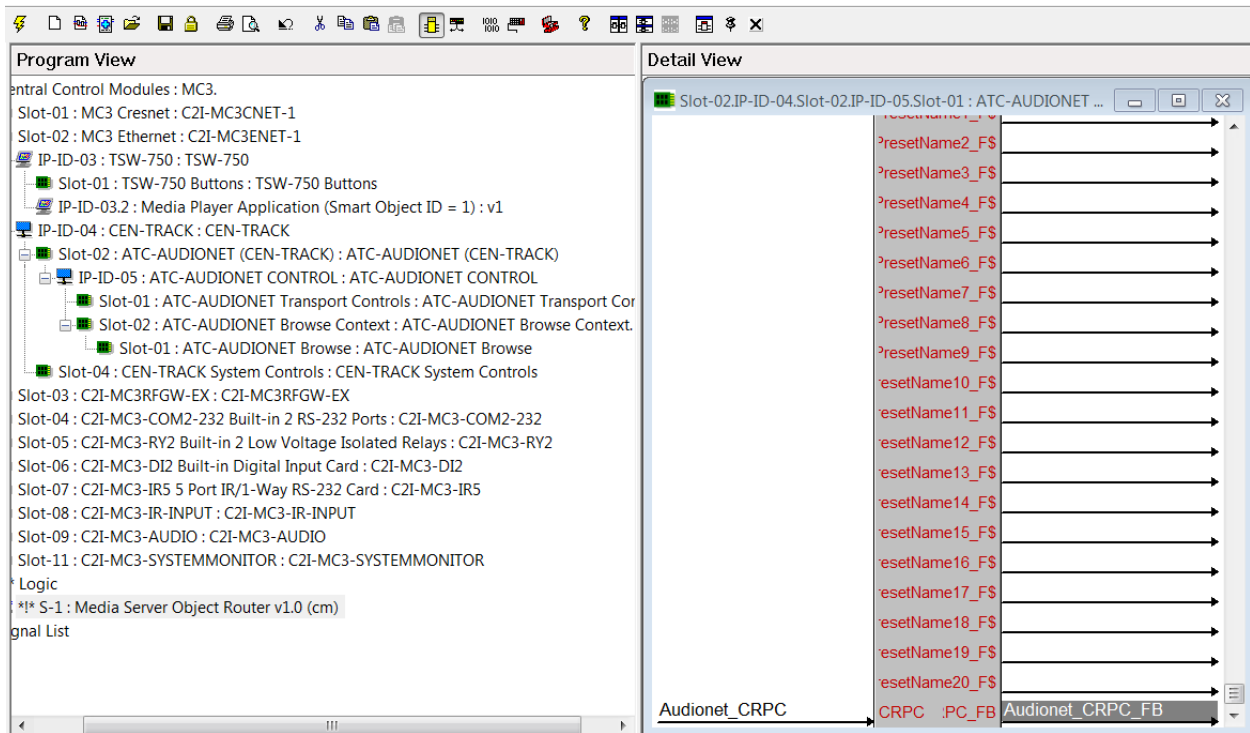 Program View
entral Control Modules : MC3.
Slot-01 : MC3 Cresnet : C2I-MC3CNET-1
Slot-02 : MC3 Ethernet : C2I-MC3ENET-1
IP-ID-03 : TSW-750 : TSW-750
Slot-01 : TSW-750 Buttons : TSW-750 Buttons
IP-ID-03.2 : Media Player Application (Smart Object ID = 1) : v1
IP-ID-04 : CEN-TRACK : CEN-TRACK
Slot-02 : ATC-AUDIONET (CEN-TRACK) : ATC-AUDIONET (CEN-TRACK)
IP-ID-05 : ATC-AUDIONET CONTROL : ATC-AUDIONET CONTROL
Slot-01 : ATC-AUDIONET Transport Controls : ATC-AUDIONET Transport Cor
Slot-02 : ATC-AUDIONET Browse Context : ATC-AUDIONET Browse Context.
Slot-01 : ATC-AUDIONET Browse : ATC-AUDIONET Browse
Slot-04 : CEN-TRACK System Controls : CEN-TRACK System Controls
Slot-03 : C2I-MC3RFGW-EX : C2I-MC3RFGW-EX
Slot-04 : C2I-MC3-COM2-232 Built-in 2 RS-232 Ports : C2I-MC3-COM2-232
Slot-05 : C2I-MC3-RY2 Built-in 2 Low Voltage Isolated Relays : C2I-MC3-RY2
Slot-06 : C2I-MC3-DI2 Built-in Digital Input Card : C2I-MC3-DI2
Slot-07 : C2I-MC3-IR5 5 Port IR/1-Way RS-232 Card : C2I-MC3-IR5
Slot-08 : C2I-MC3-IR-INPUT : C2I-MC3-IR-INPUT
Slot-09 : C2I-MC3-AUDIO : C2I-MC3-AUDIO
Slot-11 : C2I-MC3-SYSTEMMONITOR : C2I-MC3-SYSTEMMONITOR
* Logic
*!* S-1 : Media Server Object Router v1.0 (cm)
gnal List
Detail View
Slot-02.IP-ID-04.Slot-02.IP-ID-05.Slot-01 : ATC-AUDIONET ...
PresetName2_F$
PresetName3_F$
PresetName4_F$
PresetName5_F$
PresetName6_F$
PresetName7_F$
PresetName8_F$
PresetName9_F$
esetName10_F$
esetName11_F$
esetName12_F$
esetName13_F$
esetName14_F$
esetName15_F$
esetName16_F$
esetName17_F$
esetName18_F$
esetName19_F$
esetName20_F$
Audionet_CRPC CRPC PC_FB Audionet_CRPC_FB